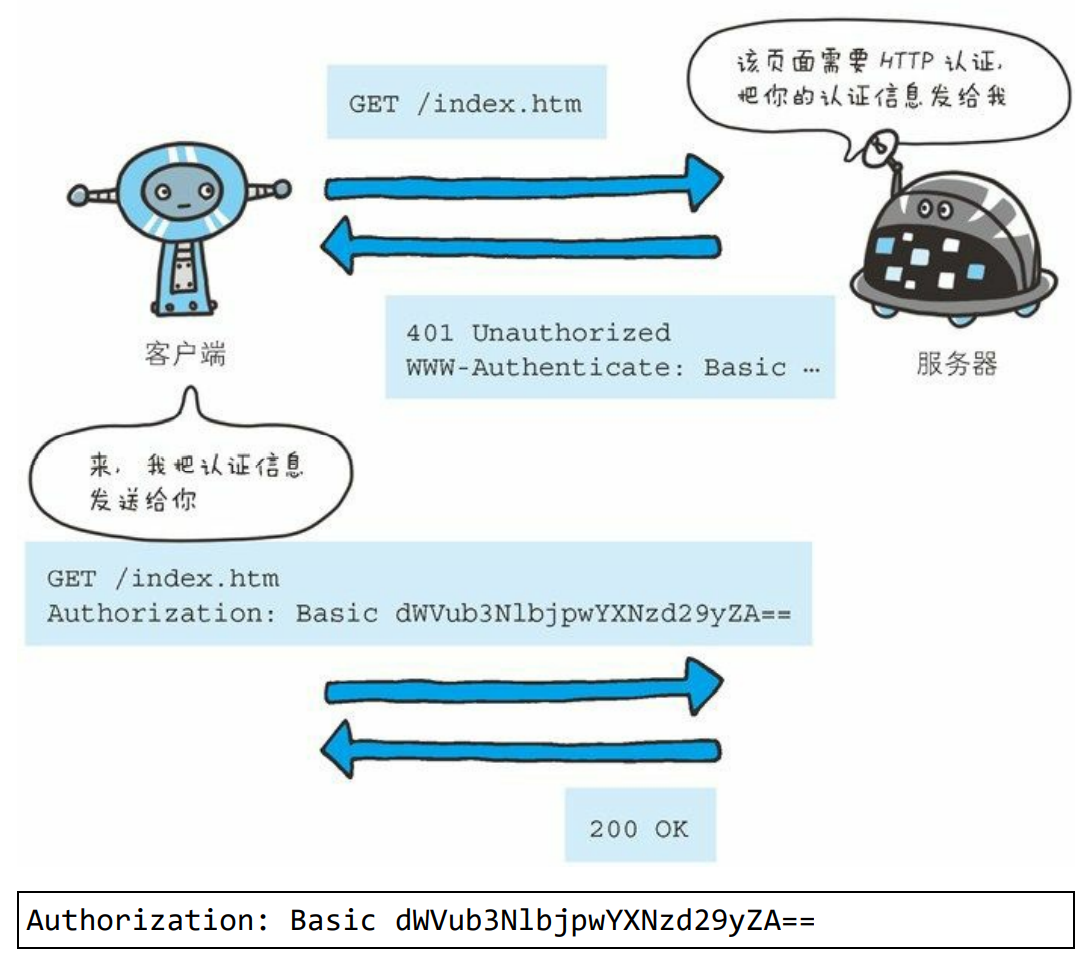 该页面需要 HTTP 认证,
把你的认证信息发给我
GET /index.htm
401 Unauthorized
WWW-Authenticate: Basic …
客户端
服务器
来, 我把认证信息
发送给你
GET /index.htm
Authorization: Basic dWVub3NlbjpwYXNzd29yZA==
200 OK
Authorization: Basic dWVub3NlbjpwYXNzd29yZA==